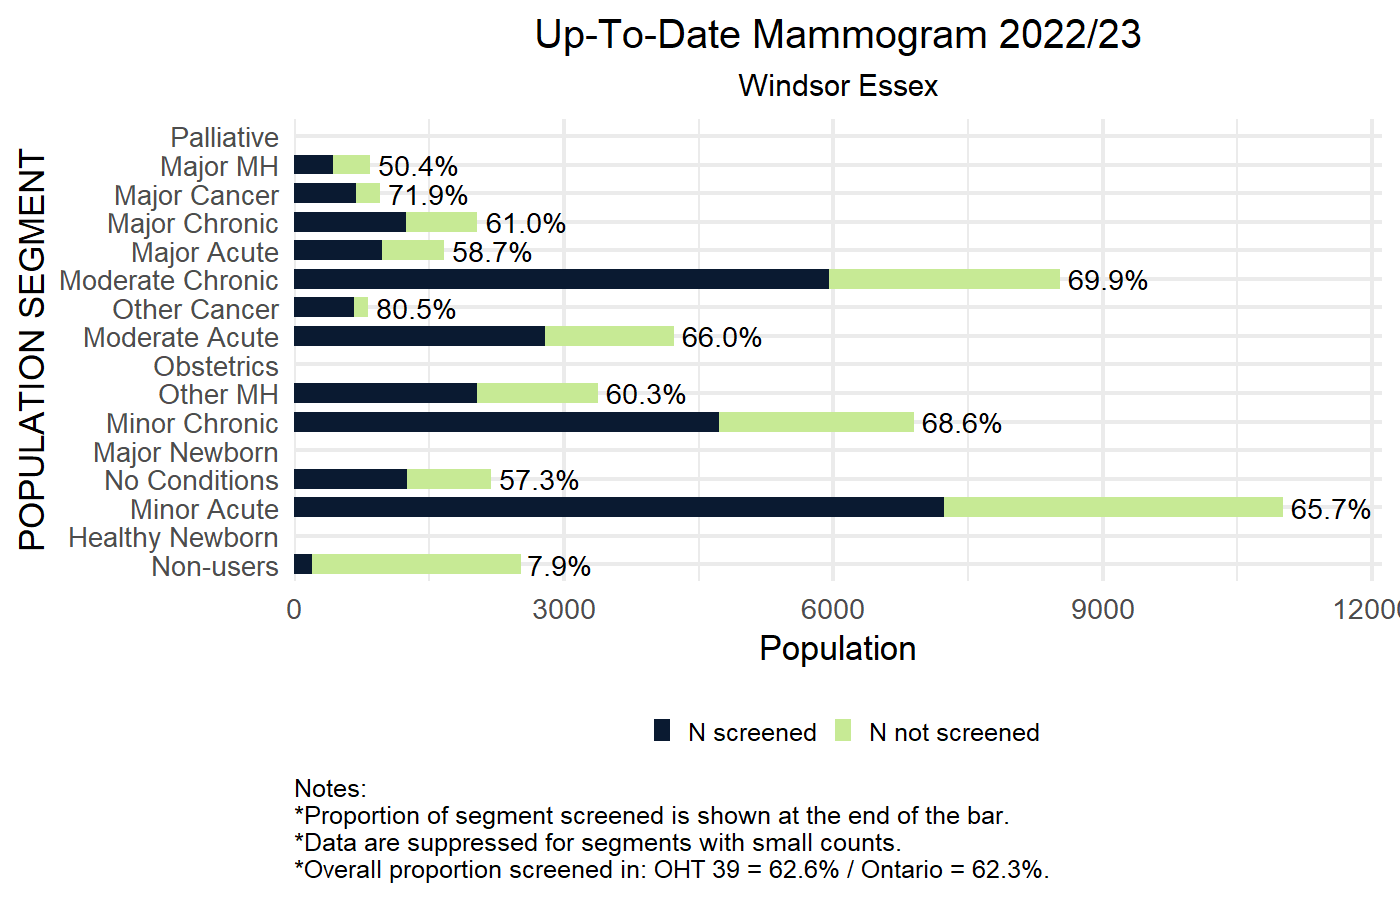 Up-To-Date Mammogram 2022/23
Windsor Essex
POPULATION SEGMENT
Palliative
Major MH 50.4%
Major Cancer 71.9%
Major Chronic 61.0%
Major Acute 58.7%
Moderate Chronic 69.9%
Other Cancer 80.5%
Moderate Acute 66.0%
Obstetrics
Other MH 60.3%
Minor Chronic 68.6%
Major Newborn
No Conditions 57.3%
Minor Acute 65.7%
Healthy Newborn
Non-users 7.9%
0 3000 6000 9000 12000
Population
N screened N not screened
Notes:
*Proportion of segment screened is shown at the end of the bar.
*Data are suppressed for segments with small counts.
*Overall proportion screened in: OHT 39 = 62.6% / Ontario = 62.3%.